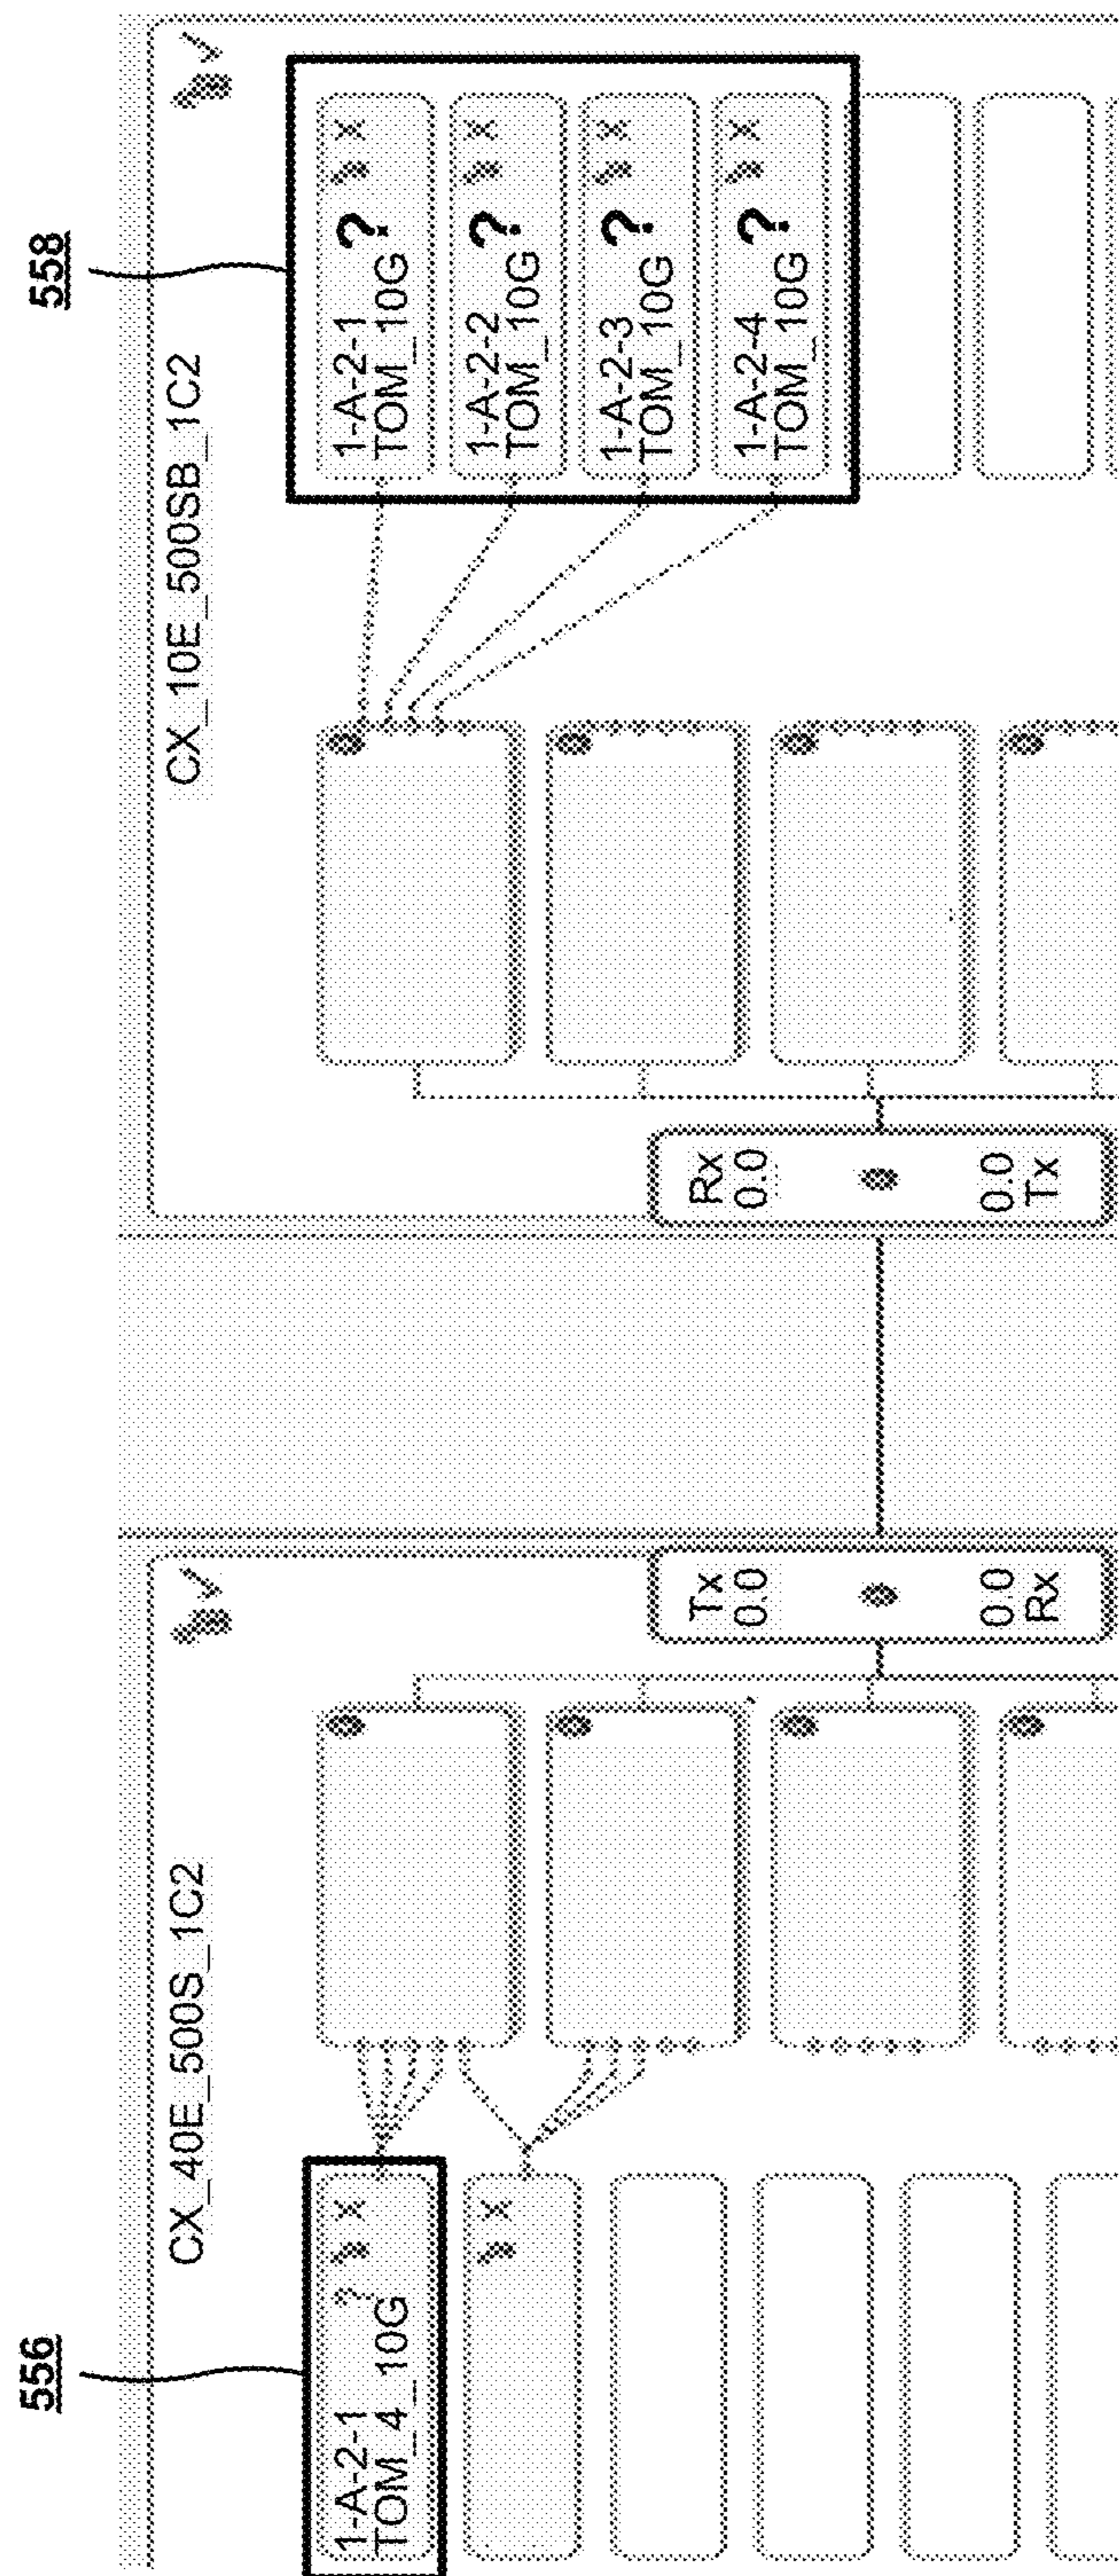 556
558
CX_40E_500S_1C2
CX_10E_500SB_1C2
1-A-2-1 ? X
TOM_4_10G
X
Tx
0.0
0.0
Rx
Rx
0.0
0.0
Tx
1-A-2-1 ? X
TOM_10G
1-A-2-2 ? X
TOM_10G
1-A-2-3 ? X
TOM_10G
1-A-2-4 ? X
TOM_10G